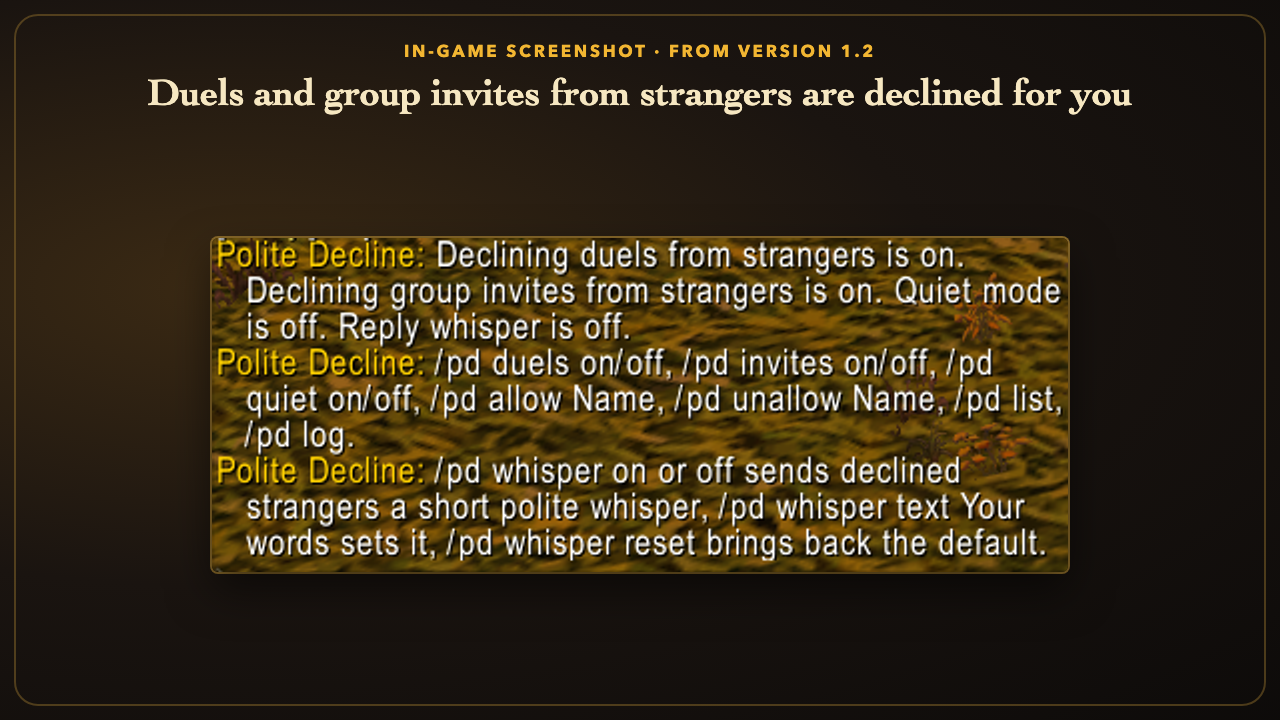 IN-GAME SCREENSHOT · FROM VERSION 1.2
Duels and group invites from strangers are declined for you
Polite Decline: Declining duels from strangers is on.
Declining group invites from strangers is on. Quiet mode
is off. Reply whisper is off.
Polite Decline: /pd duels on/off, /pd invites on/off, /pd
quiet on/off, /pd allow Name, /pd unallow Name, /pd list,
/pd log.
Polite Decline: /pd whisper on or off sends declined
strangers a short polite whisper, /pd whisper text Your
words sets it, /pd whisper reset brings back the default.